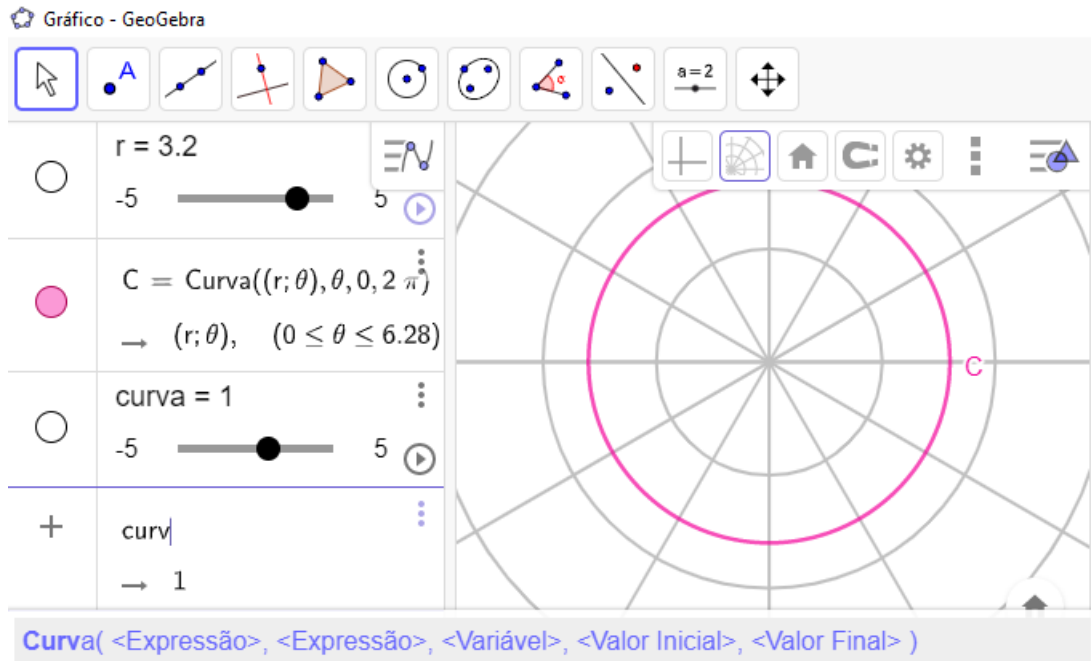 Gráfico - GeoGebra
A
α
a=2
r = 3.2
-5 5
C = Curva((r; θ), θ, 0, 2 π)
→ (r; θ), (0 ≤ θ ≤ 6.28)
C
curva = 1
-5 5
+ curv
→ 1
Curva( <Expressão>, <Expressão>, <Variável>, <Valor Inicial>, <Valor Final> )